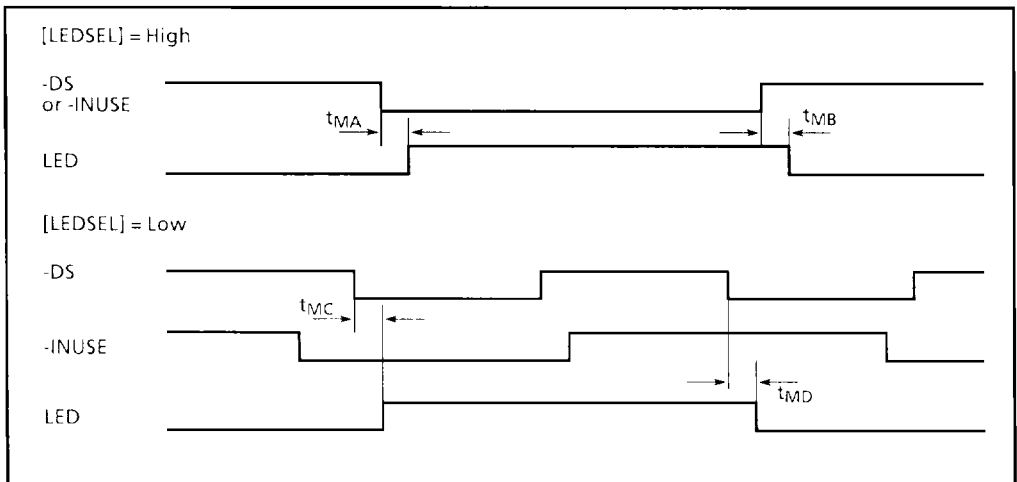 [LEDSEL] = High
-DS
or -INUSE
tMA
tMB
LED
[LEDSEL] = Low
-DS
tMC
-INUSE
tMD
LED